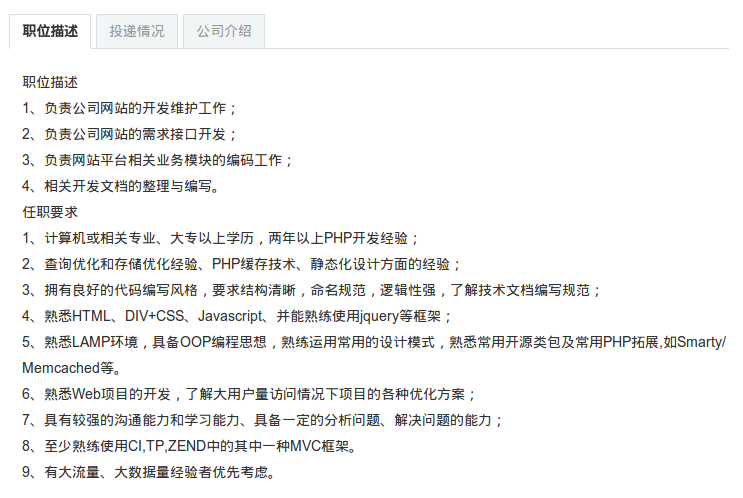 职位描述 投递情况 公司介绍
职位描述
1、负责公司网站的开发维护工作；
2、负责公司网站的需求接口开发；
3、负责网站平台相关业务模块的编码工作；
4、相关开发文档的整理与编写。
任职要求
1、计算机或相关专业、大专以上学历，两年以上PHP开发经验；
2、查询优化和存储优化经验、PHP缓存技术、静态化设计方面的经验；
3、拥有良好的代码编写风格，要求结构清晰，命名规范，逻辑性强，了解技术文档编写规范；
4、熟悉HTML、DIV+CSS、Javascript、并能熟练使用jquery等框架；
5、熟悉LAMP环境，具备OOP编程思想，熟练运用常用的设计模式，熟悉常用开源类包及常用PHP拓展,如Smarty/
Memcached等。
6、熟悉Web项目的开发，了解大用户量访问情况下项目的各种优化方案；
7、具有较强的沟通能力和学习能力、具备一定的分析问题、解决问题的能力；
8、至少熟练使用CI,TP,ZEND中的其中一种MVC框架。
9、有大流量、大数据量经验者优先考虑。